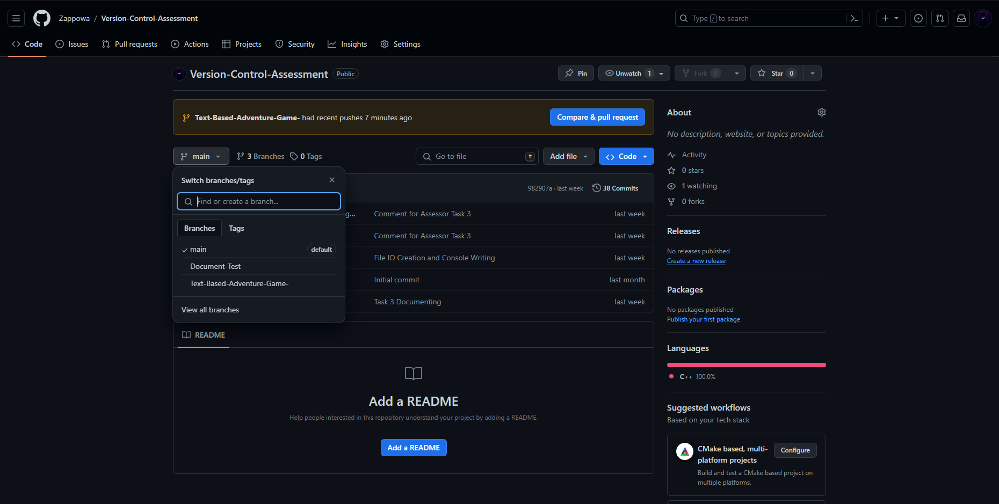 Zappowa / Version-Control-Assessment
Type / to search
Code
Issues
Pull requests
Actions
Projects
Security
Insights
Settings
Version-Control-Assessment Public
Pin
Unwatch 1
Fork 0
Star 0
Text-Based-Adventure-Game- had recent pushes 7 minutes ago
Compare & pull request
main
3 Branches
0 Tags
Go to file t
Add file
Code
Switch branches/tags
Find or create a branch...
Branches
Tags
main default
Document-Test
Text-Based-Adventure-Game-
View all branches
982907a · last week
38 Commits
g... Comment for Assessor Task 3 last week
Comment for Assessor Task 3 last week
File IO Creation and Console Writing last week
Initial commit last month
Task 3 Documenting last week
README
Add a README
Help people interested in this repository understand your project by adding a README.
Add a README
About
No description, website, or topics provided.
Activity
0 stars
1 watching
0 forks
Releases
No releases published
Create a new release
Packages
No packages published
Publish your first package
Languages
C++ 100.0%
Suggested workflows
Based on your tech stack
CMake based, multi-
platform projects
Configure
Build and test a CMake based project on
multiple platforms.